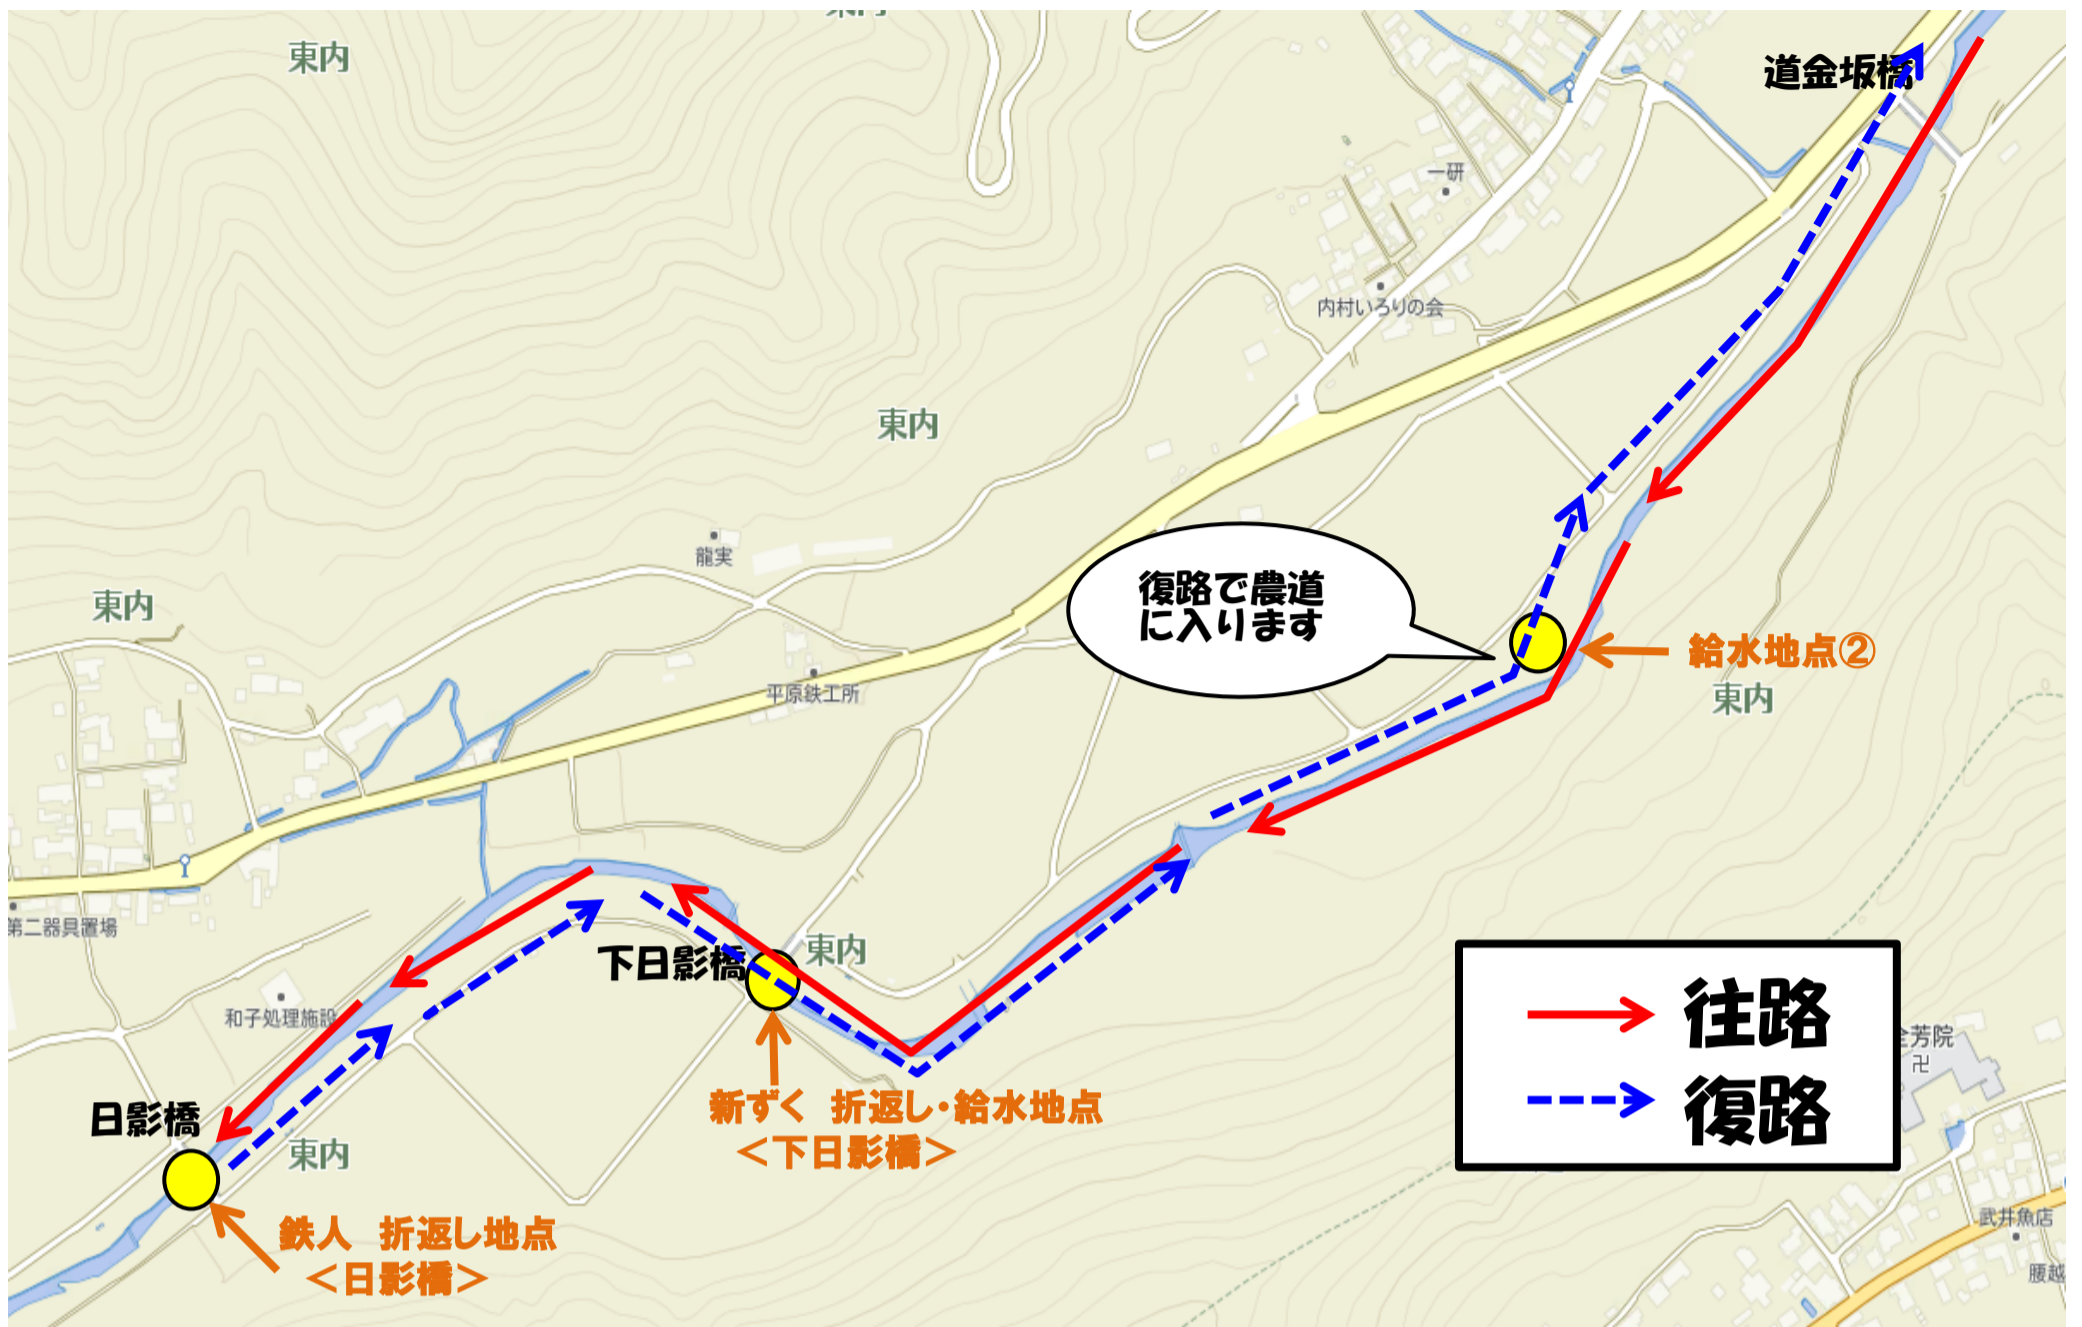 東内
道金坂橋
一研
内村いろりの会
東内
龍実
復路で農道
に入ります
東内
給水地点②
平原鉄工所
東内
第二器具置場
下日影橋
東内
和子処理施設
往路
全芳院
新ずく 折返し・給水地点
＜下日影橋＞
復路
日影橋
東内
鉄人 折返し地点
＜日影橋＞
武井魚店
腰越